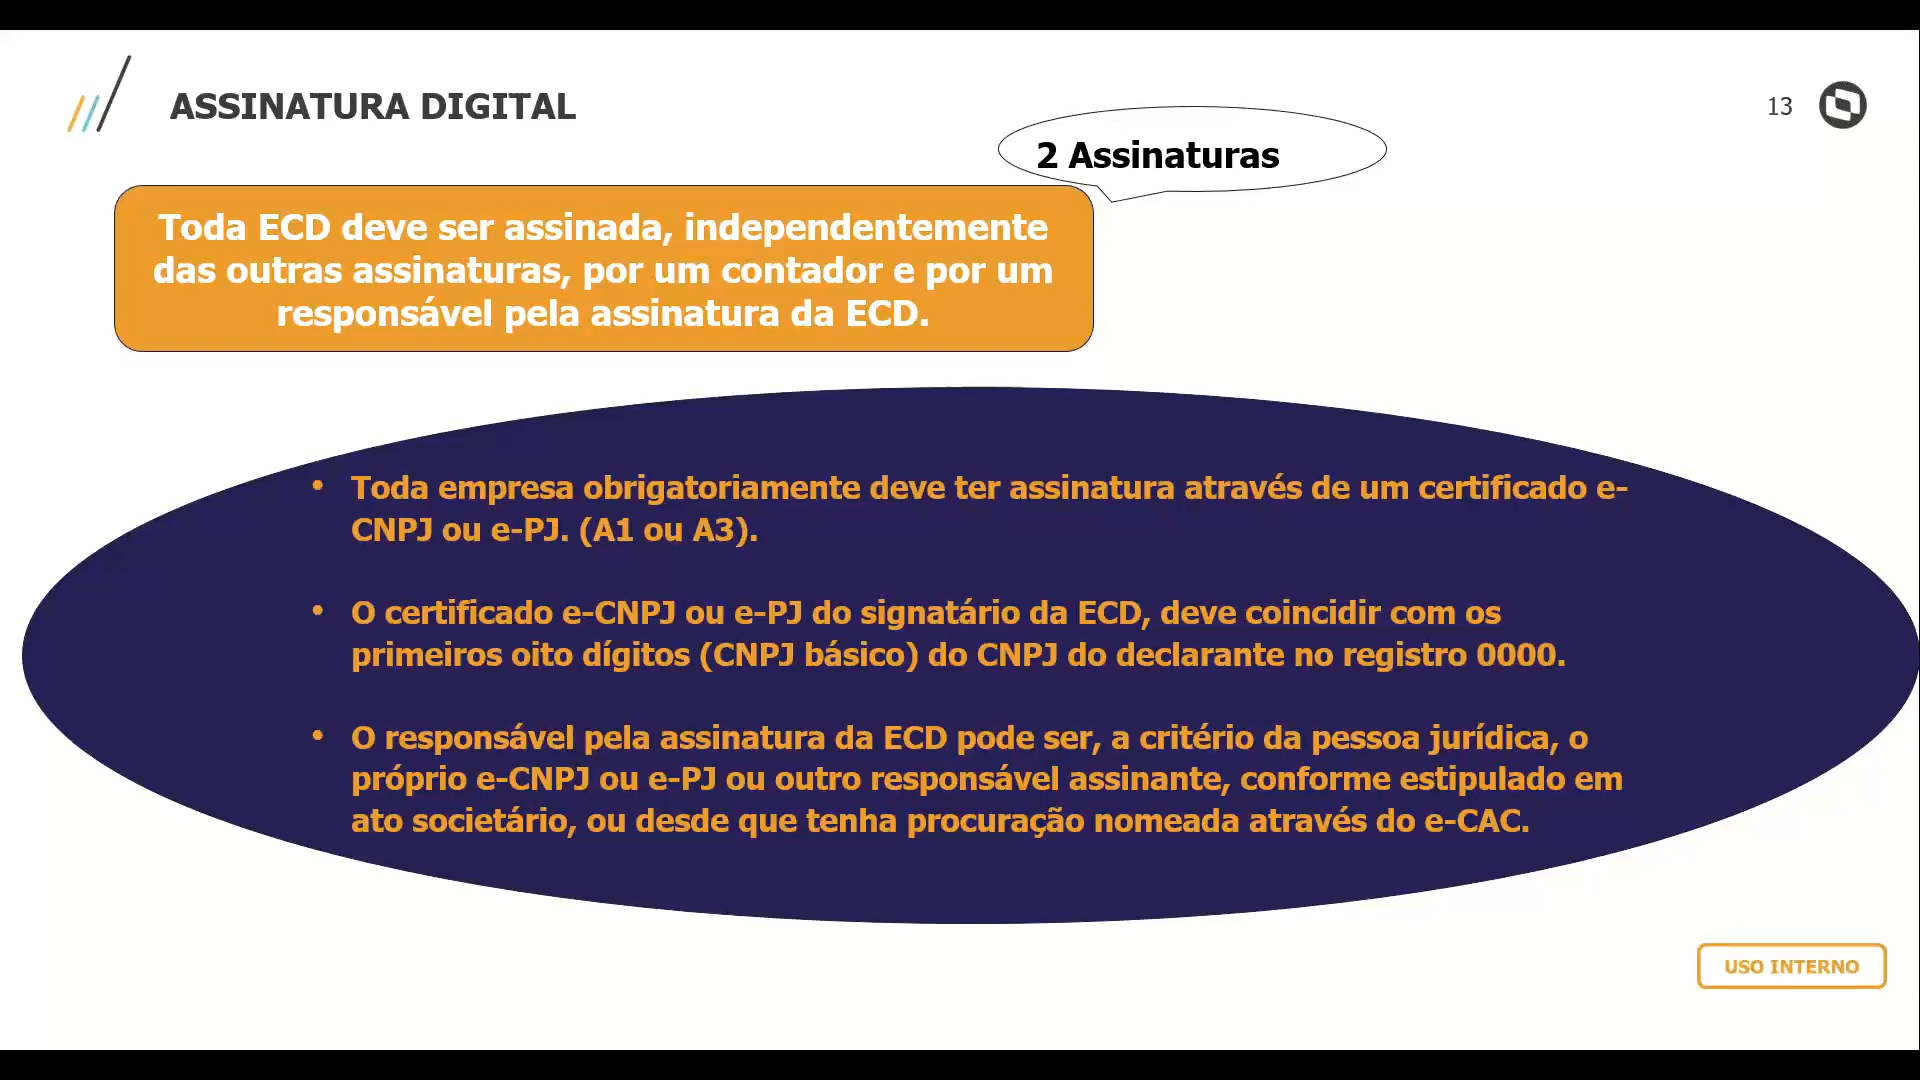 ASSINATURA DIGITAL
13
2 Assinaturas
Toda ECD deve ser assinada, independentemente
das outras assinaturas, por um contador e por um
responsável pela assinatura da ECD.
• Toda empresa obrigatoriamente deve ter assinatura através de um certificado e-
CNPJ ou e-PJ. (A1 ou A3).
• O certificado e-CNPJ ou e-PJ do signatário da ECD, deve coincidir com os
primeiros oito dígitos (CNPJ básico) do CNPJ do declarante no registro 0000.
• O responsável pela assinatura da ECD pode ser, a critério da pessoa jurídica, o
próprio e-CNPJ ou e-PJ ou outro responsável assinante, conforme estipulado em
ato societário, ou desde que tenha procuração nomeada através do e-CAC.
USO INTERNO